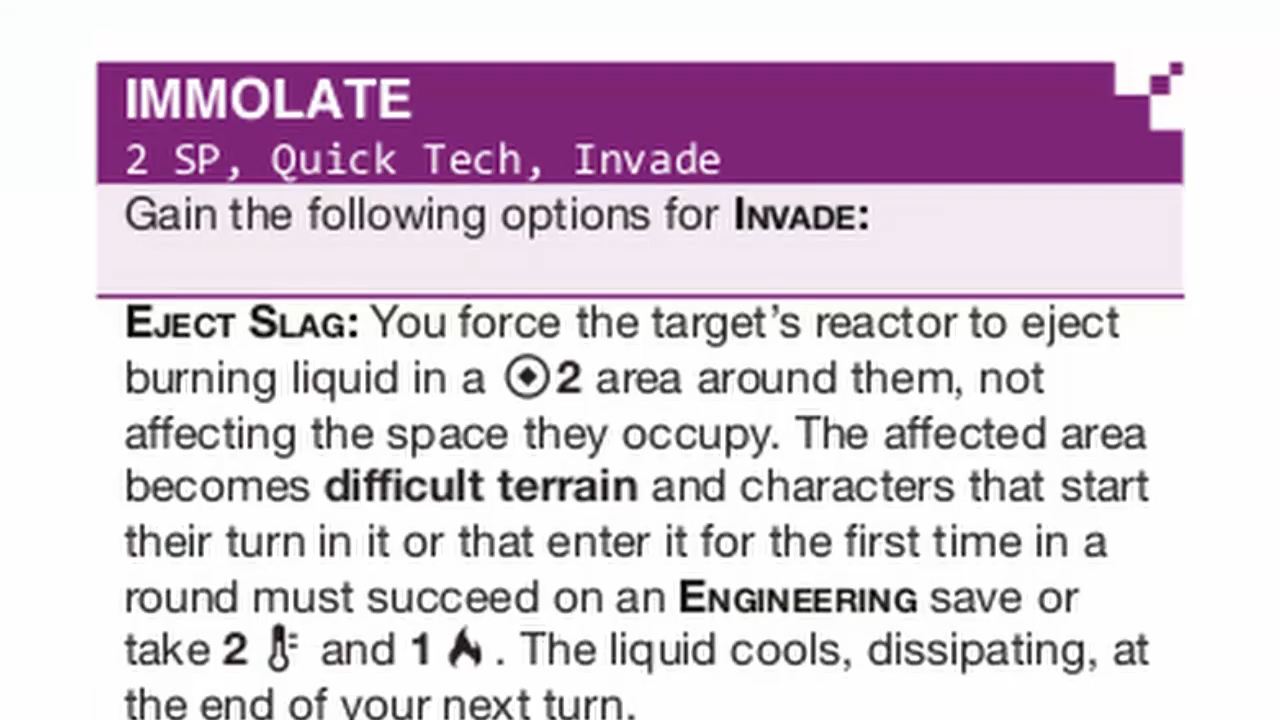 IMMOLATE
2 SP, Quick Tech, Invade
Gain the following options for INVADE:
EJECT SLAG: You force the target’s reactor to eject
burning liquid in a 2 area around them, not
affecting the space they occupy. The affected area
becomes difficult terrain and characters that start
their turn in it or that enter it for the first time in a
round must succeed on an ENGINEERING save or
take 2 and 1 . The liquid cools, dissipating, at
the end of your next turn.